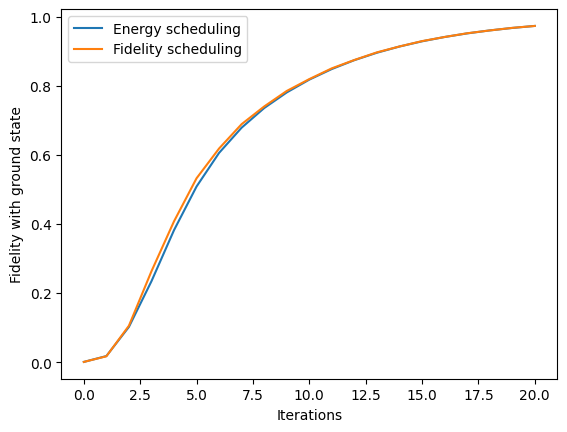 Energy scheduling
Fidelity scheduling
Fidelity with ground state
1.0
0.8
0.6
0.4
0.2
0.0
0.0 2.5 5.0 7.5 10.0 12.5 15.0 17.5 20.0
Iterations